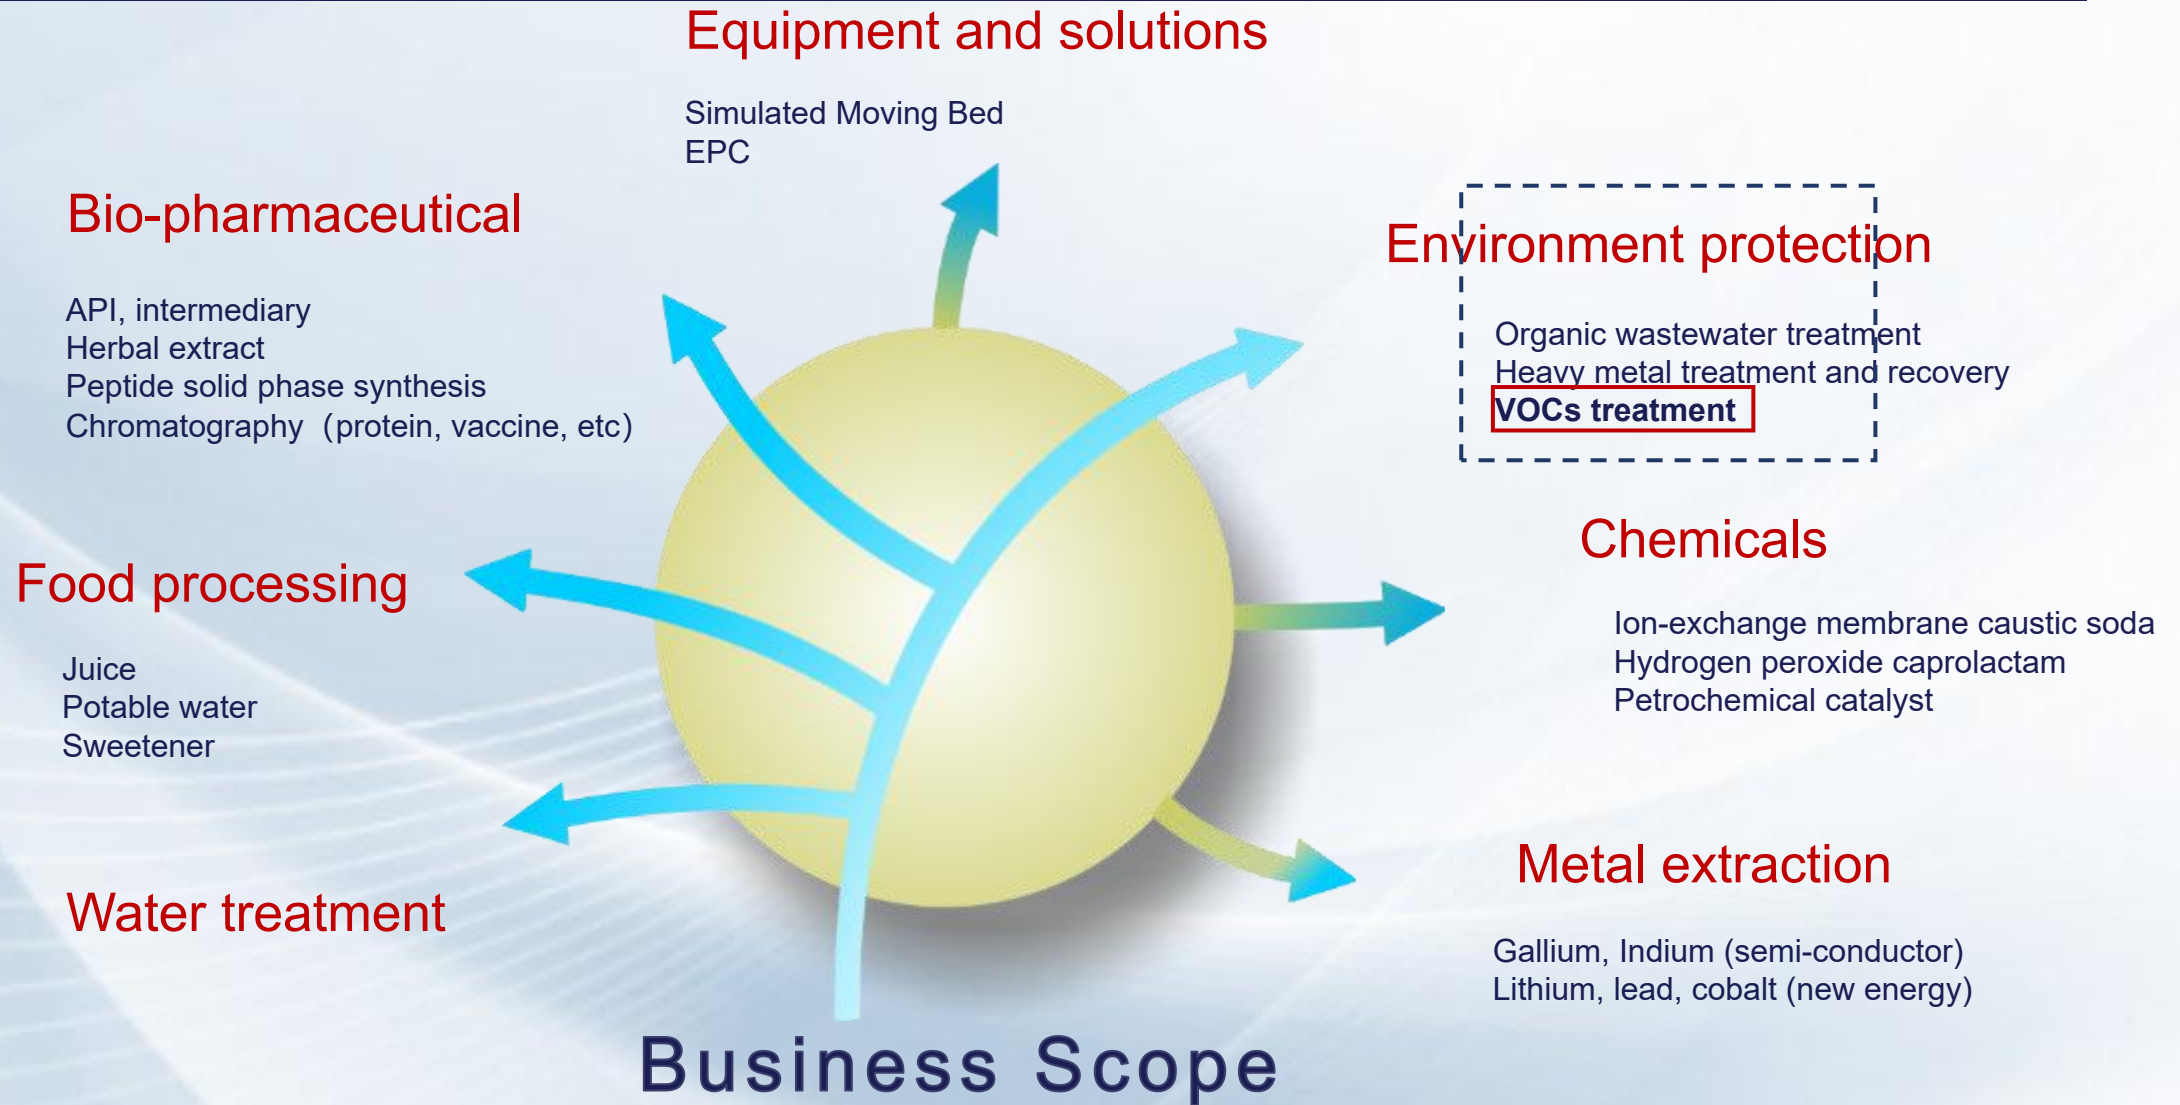 Equipment and solutions
Simulated Moving Bed
EPC
Bio-pharmaceutical
API, intermediary
Herbal extract
Peptide solid phase synthesis
Chromatography（protein, vaccine, etc）
Environment protection
Organic wastewater treatment
Heavy metal treatment and recovery
VOCs treatment
Food processing
Juice
Potable water
Sweetener
Chemicals
Ion-exchange membrane caustic soda
Hydrogen peroxide caprolactam
Petrochemical catalyst
Water treatment
Metal extraction
Gallium, Indium (semi-conductor)
Lithium, lead, cobalt (new energy)
Business Scope